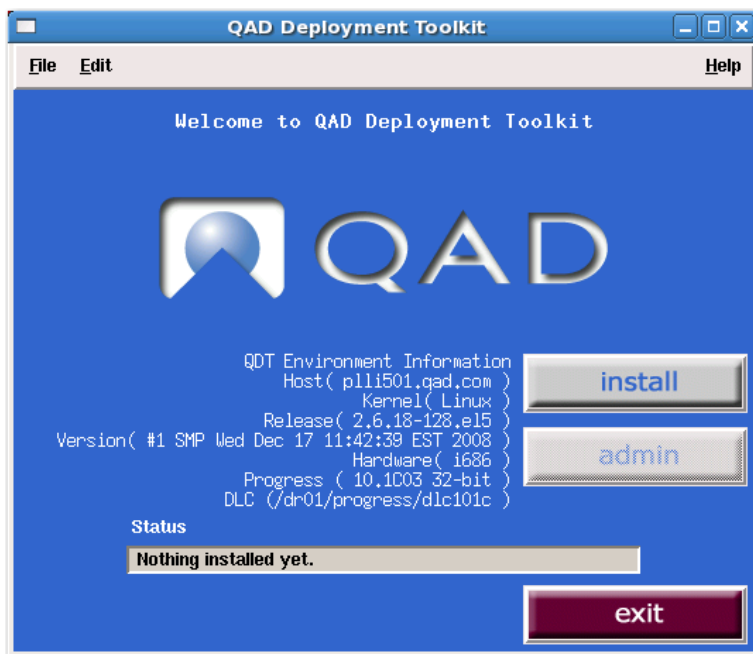 QAD Deployment Toolkit
File Edit Help
Welcome to QAD Deployment Toolkit
QAD
QDT Environment Information
Host( plli501.qad.com )
Kernel( Linux )
Release( 2.6.18-128.el5 )
Version( #1 SMP Wed Dec 17 11:42:39 EST 2008 )
Hardware( i686 )
Progress ( 10.1C03 32-bit )
DLC (/dr01/progress/dlc101c )
install
admin
Status
Nothing installed yet.
exit